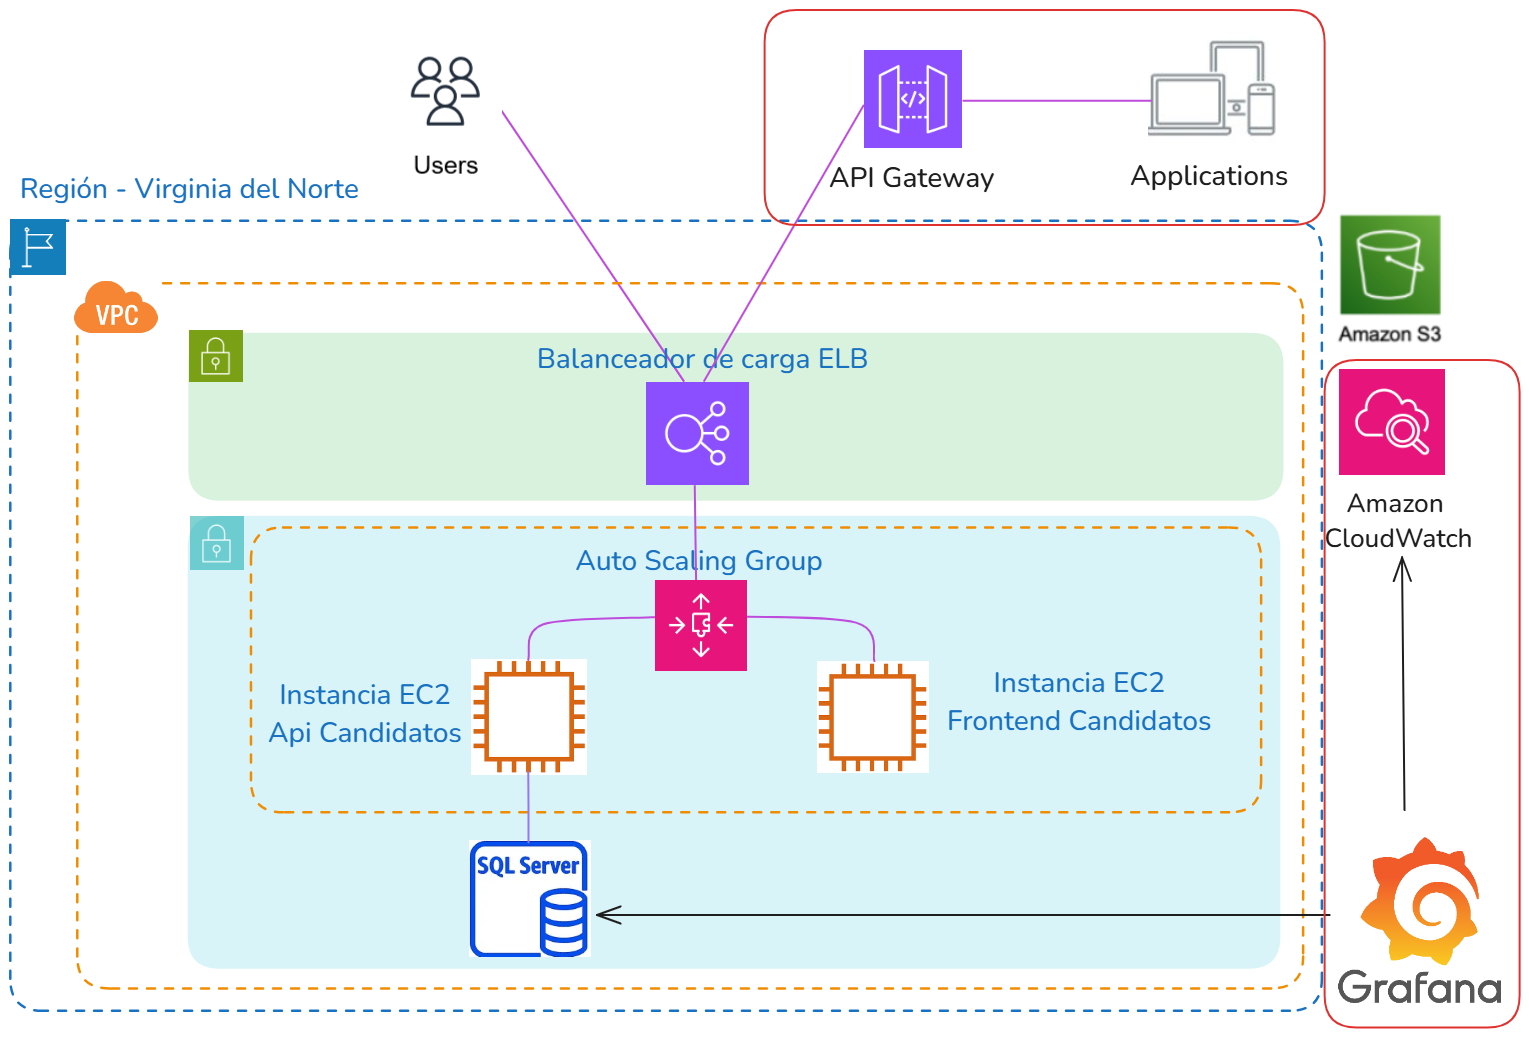 Users
API Gateway
Applications
Región - Virginia del Norte
VPC
Amazon S3
Balanceador de carga ELB
Amazon
CloudWatch
Auto Scaling Group
Instancia EC2
Api Candidatos
Instancia EC2
Frontend Candidatos
SQL Server
Grafana